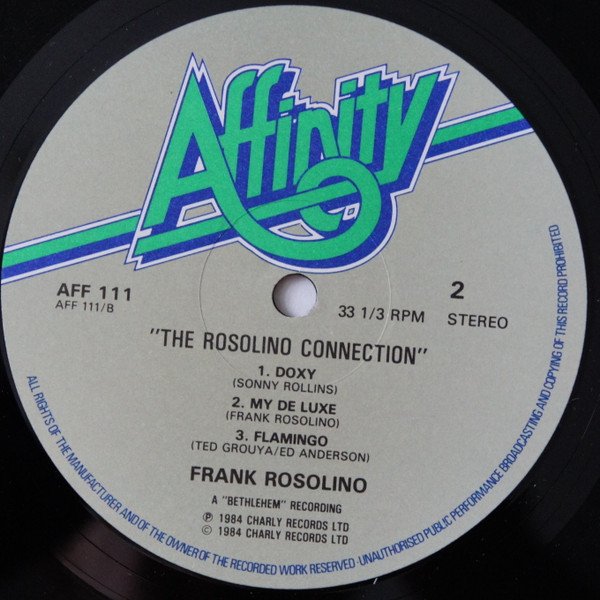 Affinity
AFF 111
AFF 111/B
33 1/3 RPM
2
STEREO
"THE ROSOLINO CONNECTION"
1. DOXY
(SONNY ROLLINS)
2. MY DE LUXE
(FRANK ROSOLINO)
3. FLAMINGO
(TED GROUYA/ED ANDERSON)
FRANK ROSOLINO
A "BETHLEHEM" RECORDING
℗ 1984 CHARLY RECORDS LTD
© 1984 CHARLY RECORDS LTD
ALL RIGHTS OF THE MANUFACTURER AND OF THE OWNER OF THE RECORDED WORK RESERVED · UNAUTHORISED PUBLIC PERFORMANCE BROADCASTING AND COPYING OF THIS RECORD PROHIBITED